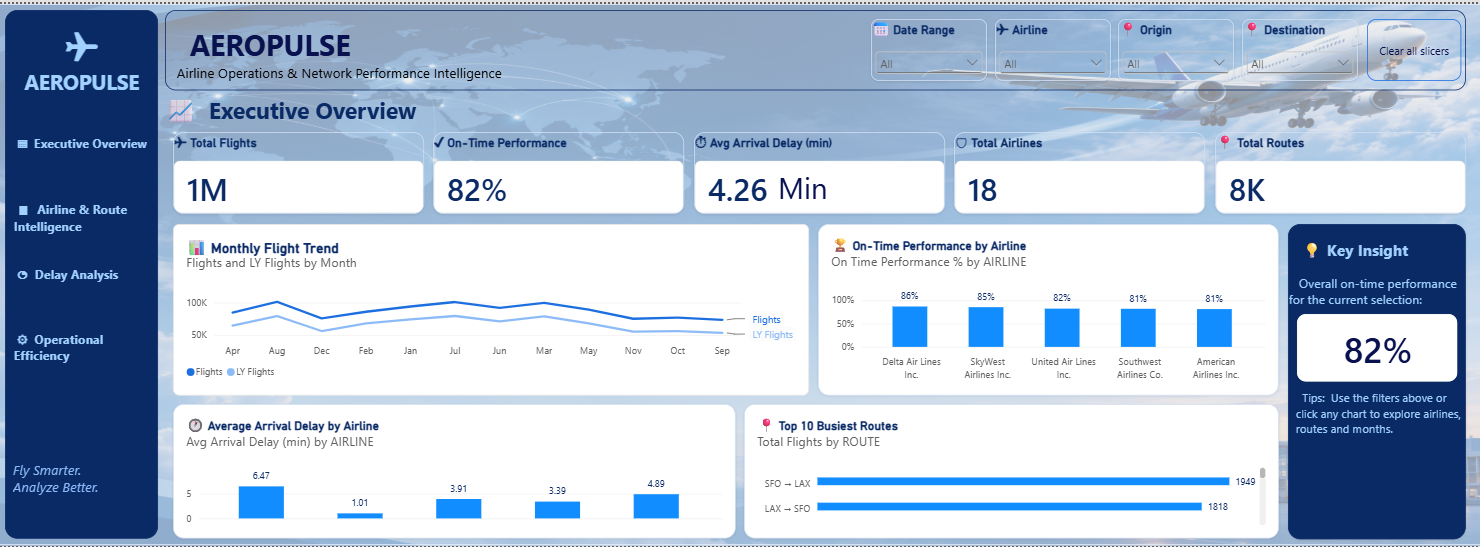 AEROPULSE
Executive Overview
Airline & Route
Intelligence
Delay Analysis
Operational
Efficiency
Fly Smarter.
Analyze Better.
AEROPULSE
Airline Operations & Network Performance Intelligence
Date Range
All
Airline
All
Origin
All
Destination
All
Clear all slicers
Executive Overview
Total Flights
1M
On-Time Performance
82%
Avg Arrival Delay (min)
4.26 Min
Total Airlines
18
Total Routes
8K
Monthly Flight Trend
Flights and LY Flights by Month
100K
50K
Apr Aug Dec Feb Jan Jul Jun Mar May Nov Oct Sep
Flights
LY Flights
Flights LY Flights
On-Time Performance by Airline
On Time Performance % by AIRLINE
100%
50%
0%
86% 85% 82% 81% 81%
Delta Air Lines SkyWest United Air Lines Southwest American
Inc. Airlines Inc. Inc. Airlines Co. Airlines Inc.
Key Insight
Overall on-time performance
for the current selection:
82%
Tips: Use the filters above or
click any chart to explore airlines,
routes and months.
Average Arrival Delay by Airline
Avg Arrival Delay (min) by AIRLINE
5
0
6.47 1.01 3.91 3.39 4.89
Top 10 Busiest Routes
Total Flights by ROUTE
SFO → LAX 1949
LAX → SFO 1818